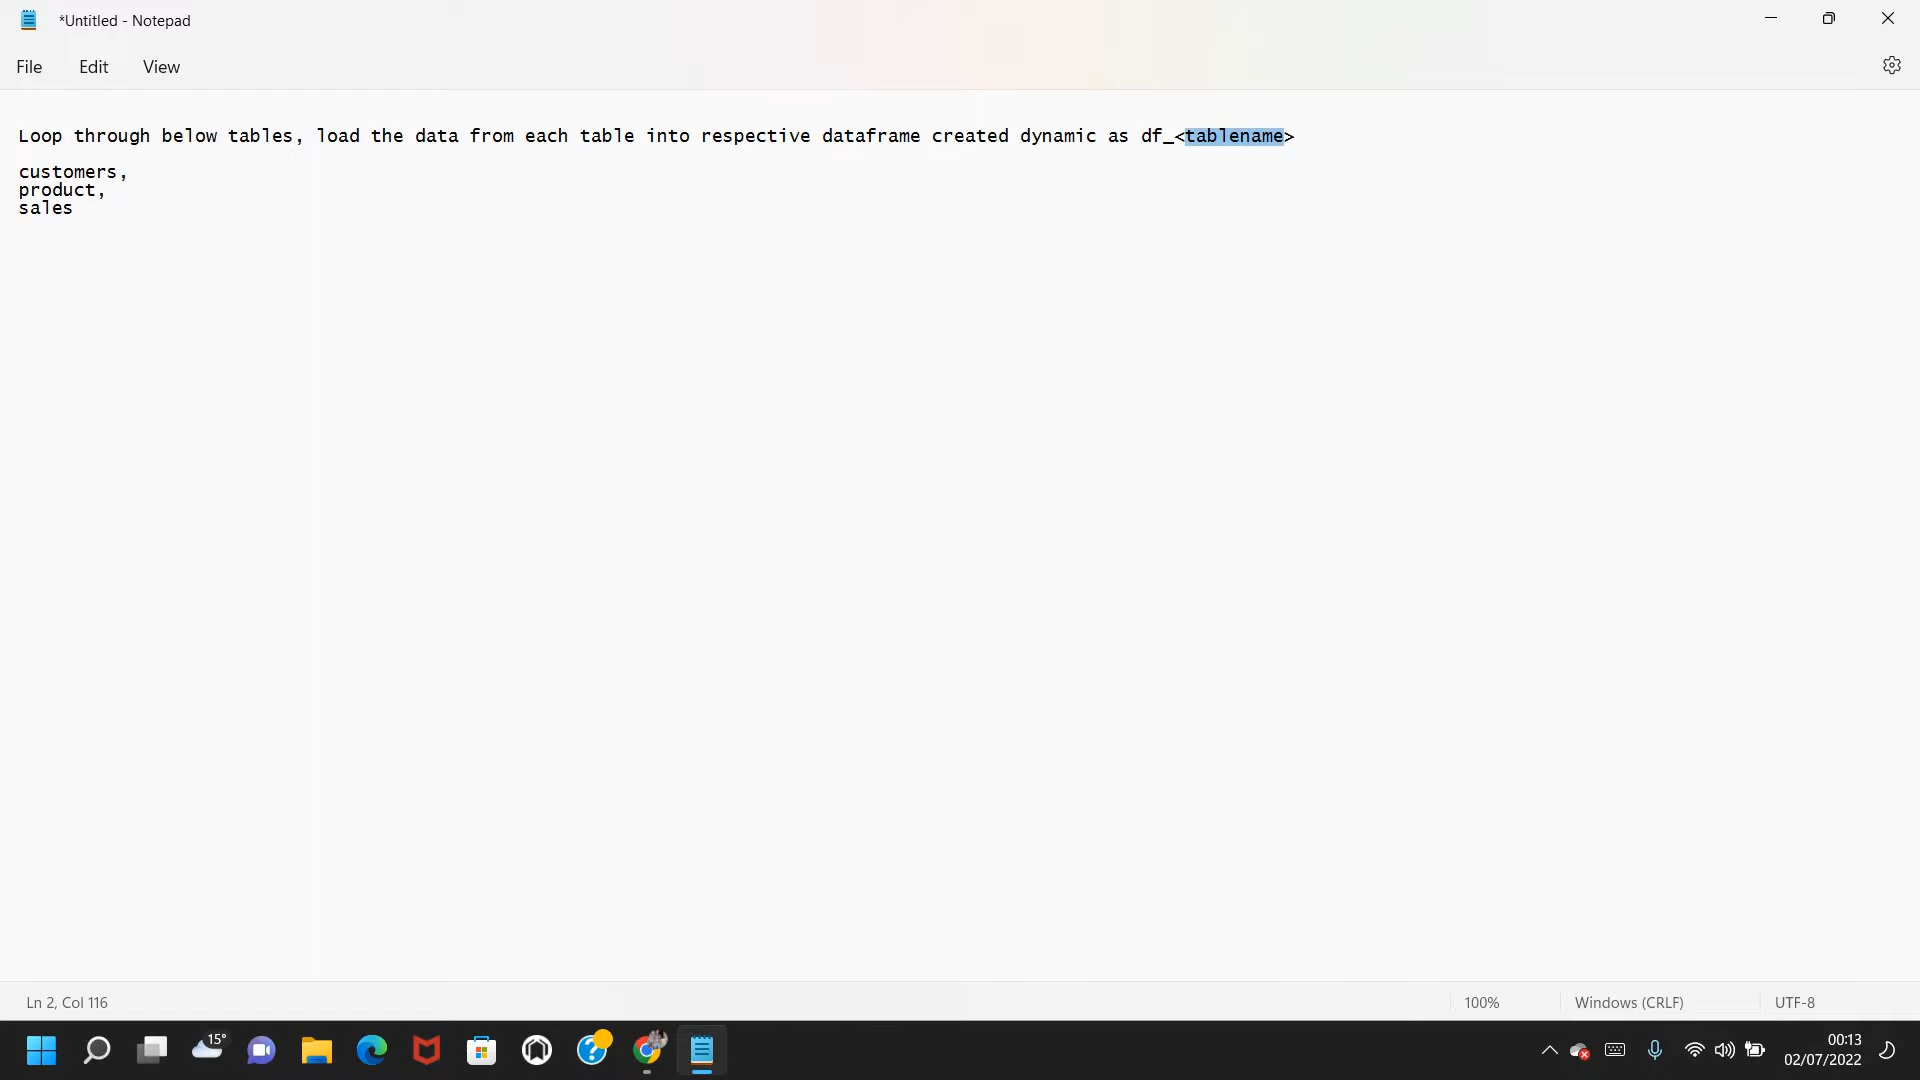 *Untitled - Notepad
File Edit View
Loop through below tables, load the data from each table into respective dataframe created dynamic as df_<tablename>
customers,
product,
sales
Ln 2, Col 116
100%
Windows (CRLF)
UTF-8
15°
00:13
02/07/2022